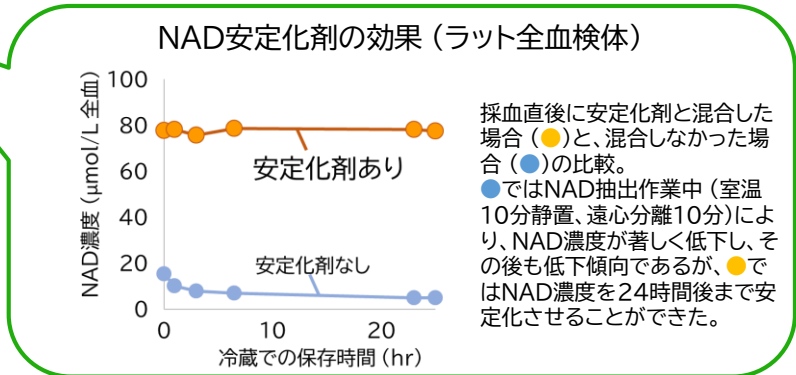 NAD安定化剤の効果（ラット全血検体）
NAD濃度（μmol/L 全血）
100
80
60
40
20
0
安定化剤あり
安定化剤なし
0
10
20
冷蔵での保存時間（hr）
採血直後に安定化剤と混合した
場合（●）と、混合しなかった場
合（●）の比較。
●ではNAD抽出作業中（室温
10分静置、遠心分離10分）によ
り、NAD濃度が著しく低下し、そ
の後も低下傾向であるが、●で
はNAD濃度を24時間後まで安
定化させることができた。